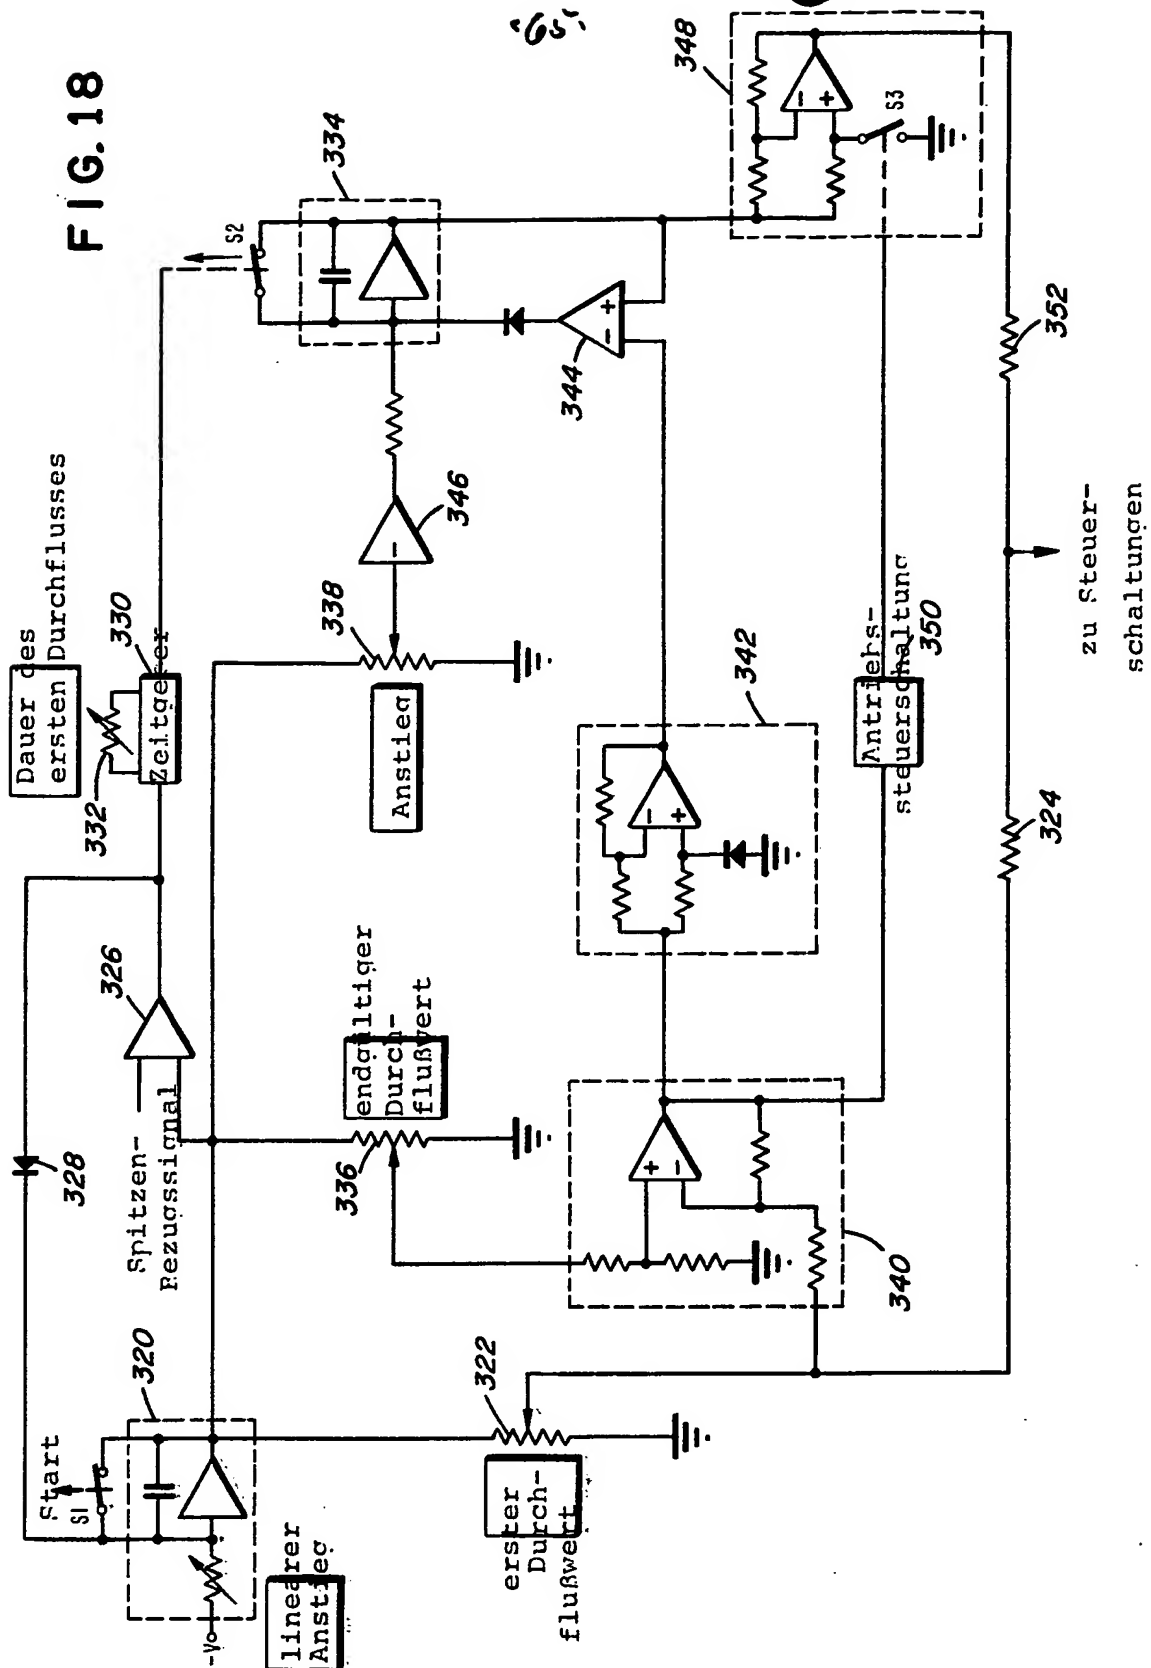 FIG.18
·65·
Start
S1
320
-V
linearer
Anstieg
328
Spitzen-
Bezugssignal
326
Dauer des
ersten Durchflusses
332
330
Zeitgeber
S2
334
322
erster
Durch-
flußwert
336
endgültiger
Durch-
flußwert
338
Anstieg
346
344
348
S3
340
342
Antriebs-
steuerschaltung
350
324
352
zu Steuer-
schaltungen